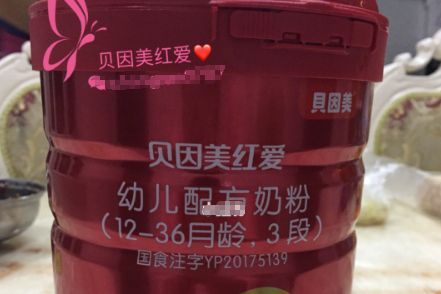 贝因美红爱❤️
贝因美
贝因美红爱
幼儿配方奶粉
（12-36月龄，3段）
国食注字YP20175139